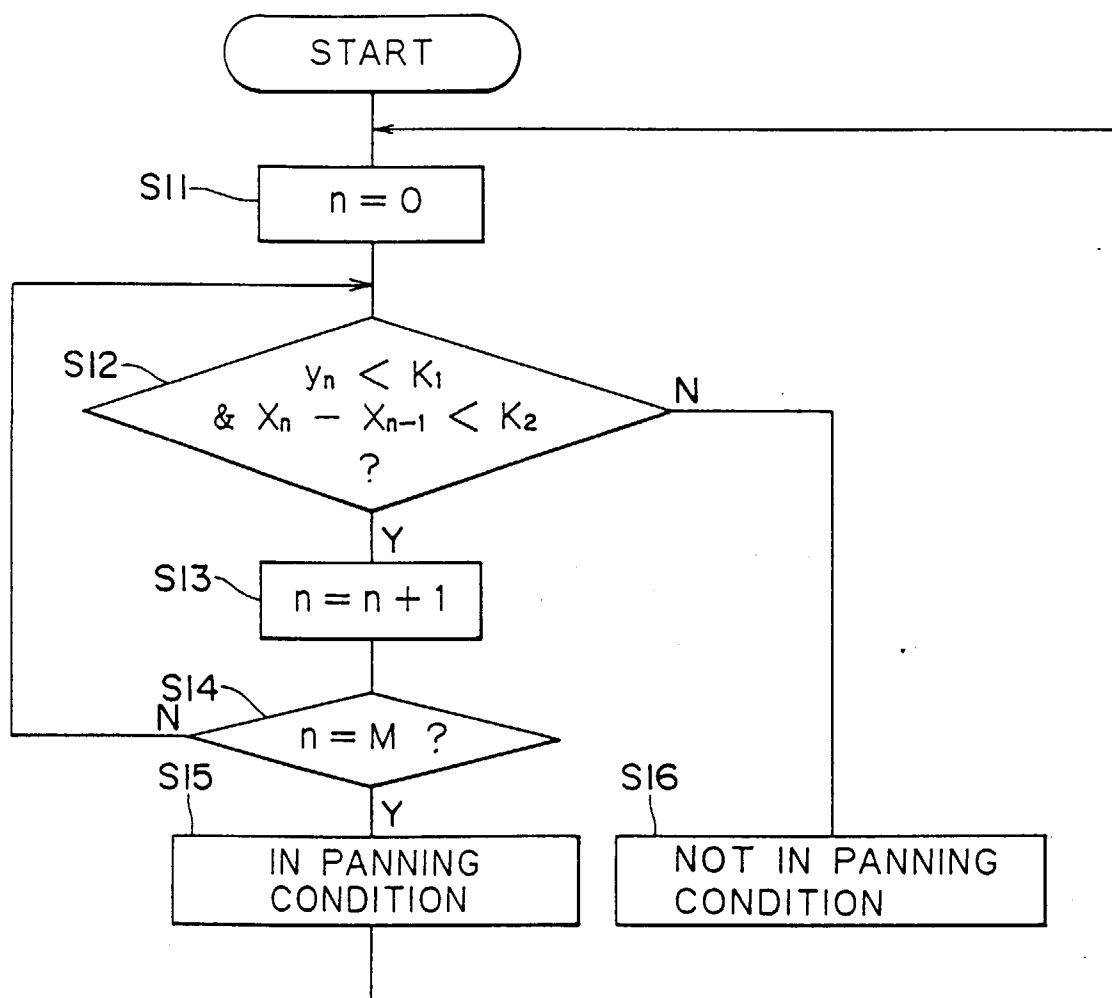 START
S11
n = 0
S12
yₙ < K₁
& Xₙ − Xₙ₋₁ < K₂
?
N
Y
S13
n = n + 1
S14
N
n = M ?
S15
Y
S16
IN PANNING
CONDITION
NOT IN PANNING
CONDITION